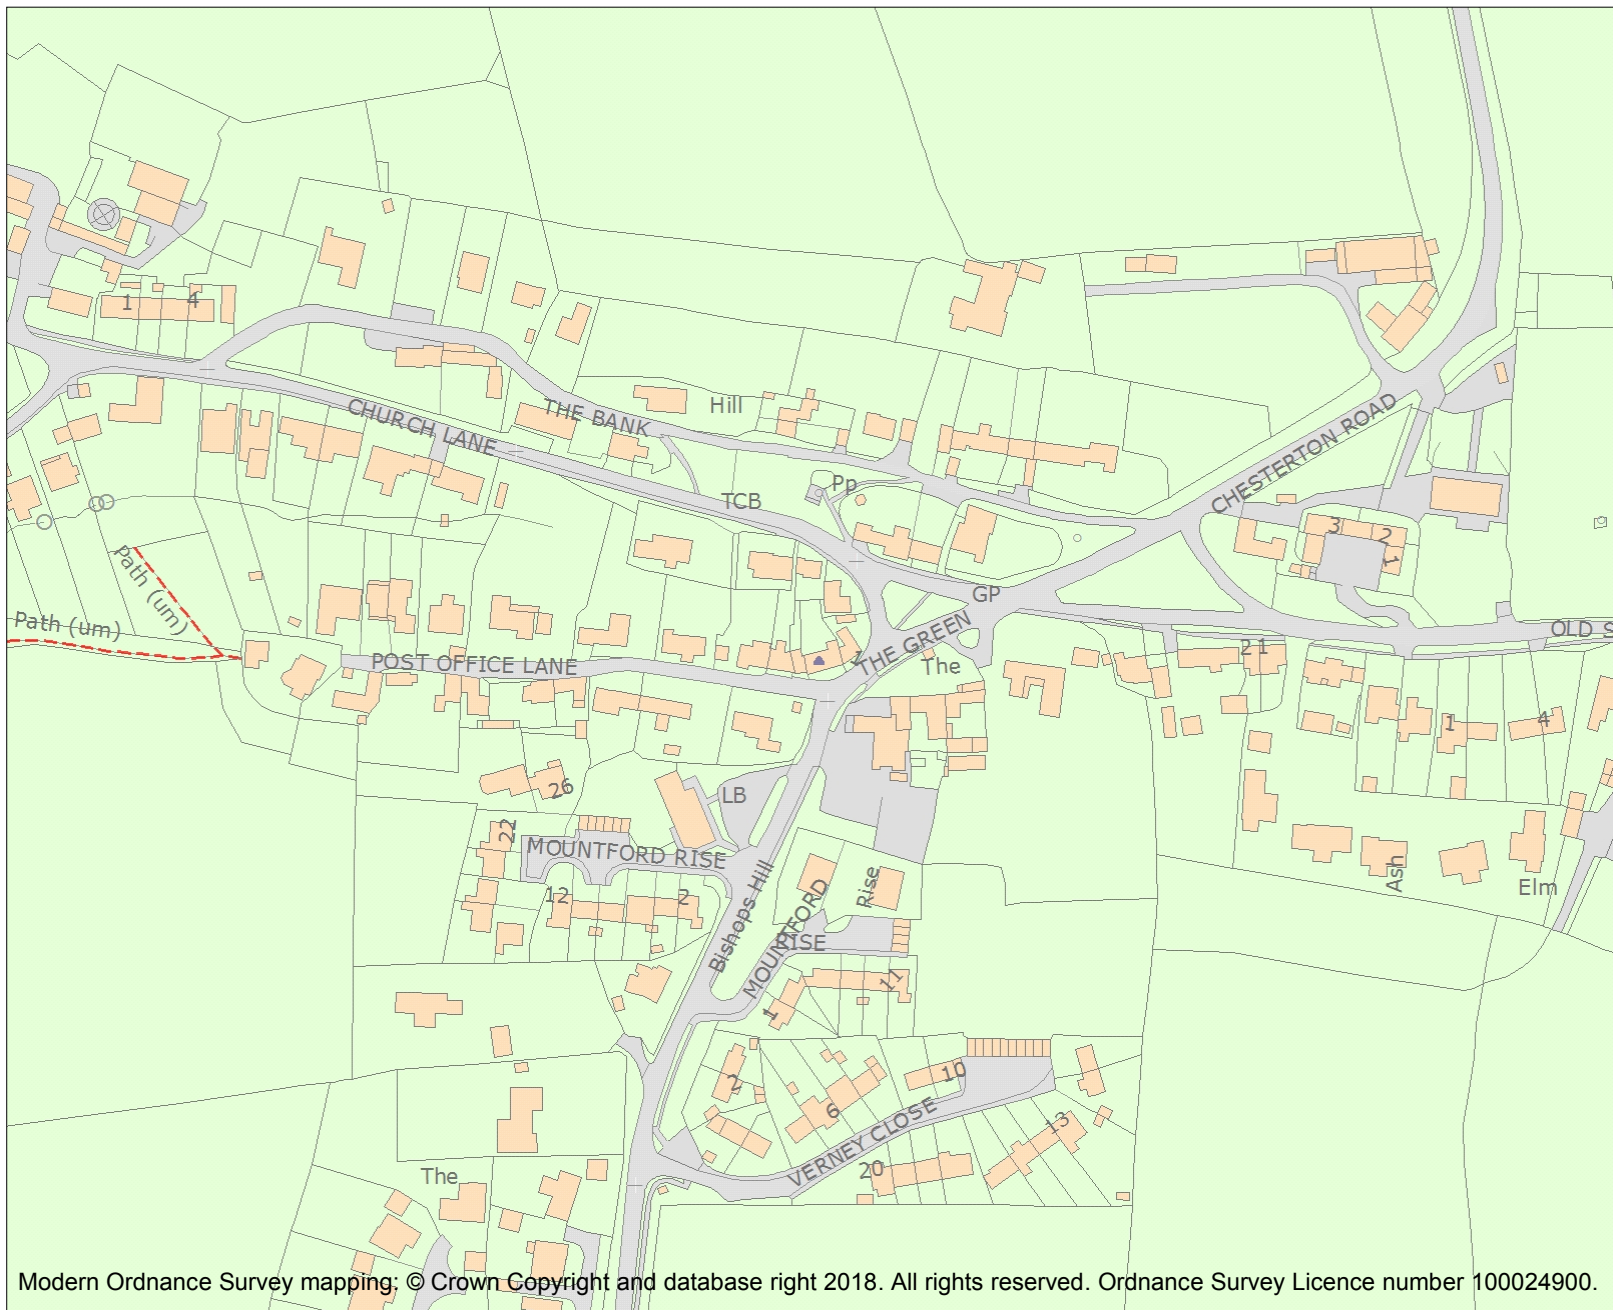 1
4
CHURCH LANE
THE BANK
Hill
CHESTERTON ROAD
TCB
Pp
3
2
1
Path (um)
Path (um)
GP
OLD S
POST OFFICE LANE
1
THE GREEN
The
2 1
1
4
26
LB
22
MOUNTFORD RISE
12
2
Bishops Hill
MOUNTFORD
RISE
Rise
Ash
Elm
11
1
2
10
6
VERNEY CLOSE
13
20
The
Modern Ordnance Survey mapping: © Crown Copyright and database right 2018. All rights reserved. Ordnance Survey Licence number 100024900.